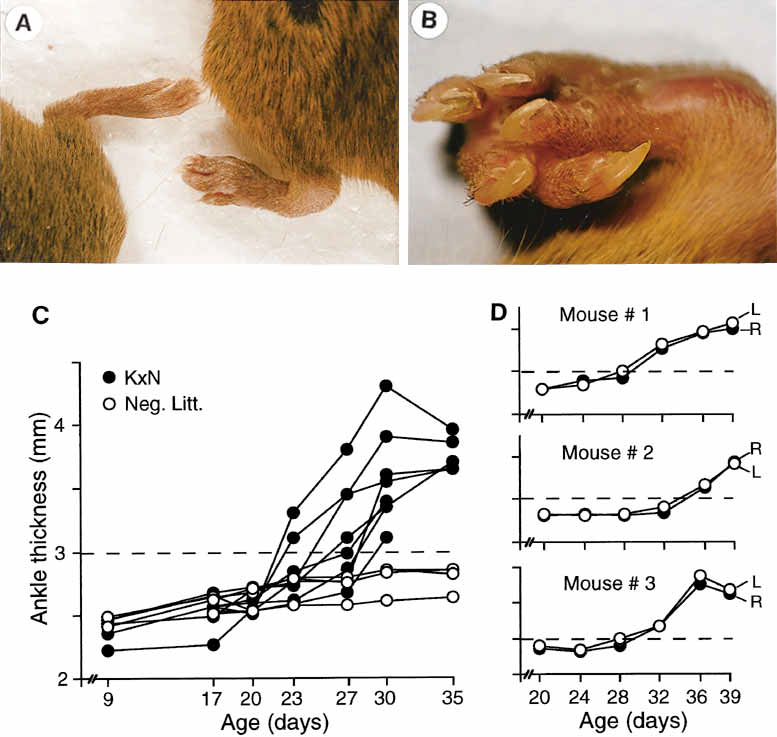 A
B
C
KxN
Neg. Litt.
Ankle thickness (mm)
4
3
2
9 17 20 23 27 30 35
Age (days)
D
Mouse # 1
L
R
Mouse # 2
R
L
Mouse # 3
L
R
20 24 28 32 36 39
Age (days)